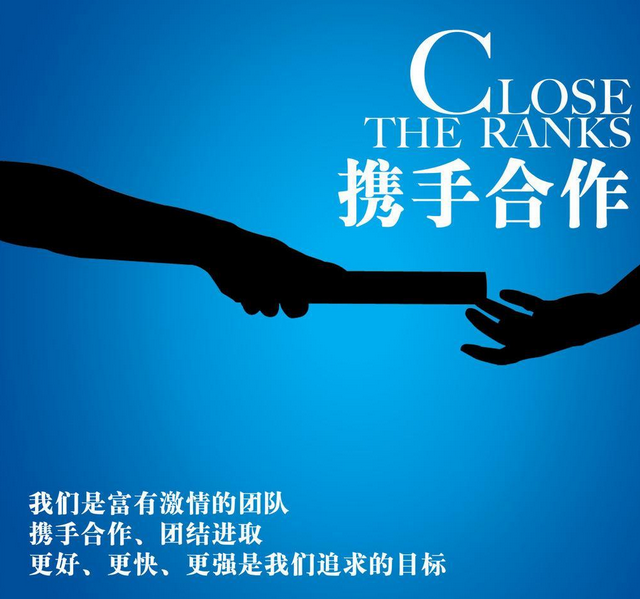 CLOSE
THE RANKS
携手合作
我们是富有激情的团队
携手合作、团结进取
更好、更快、更强是我们追求的目标